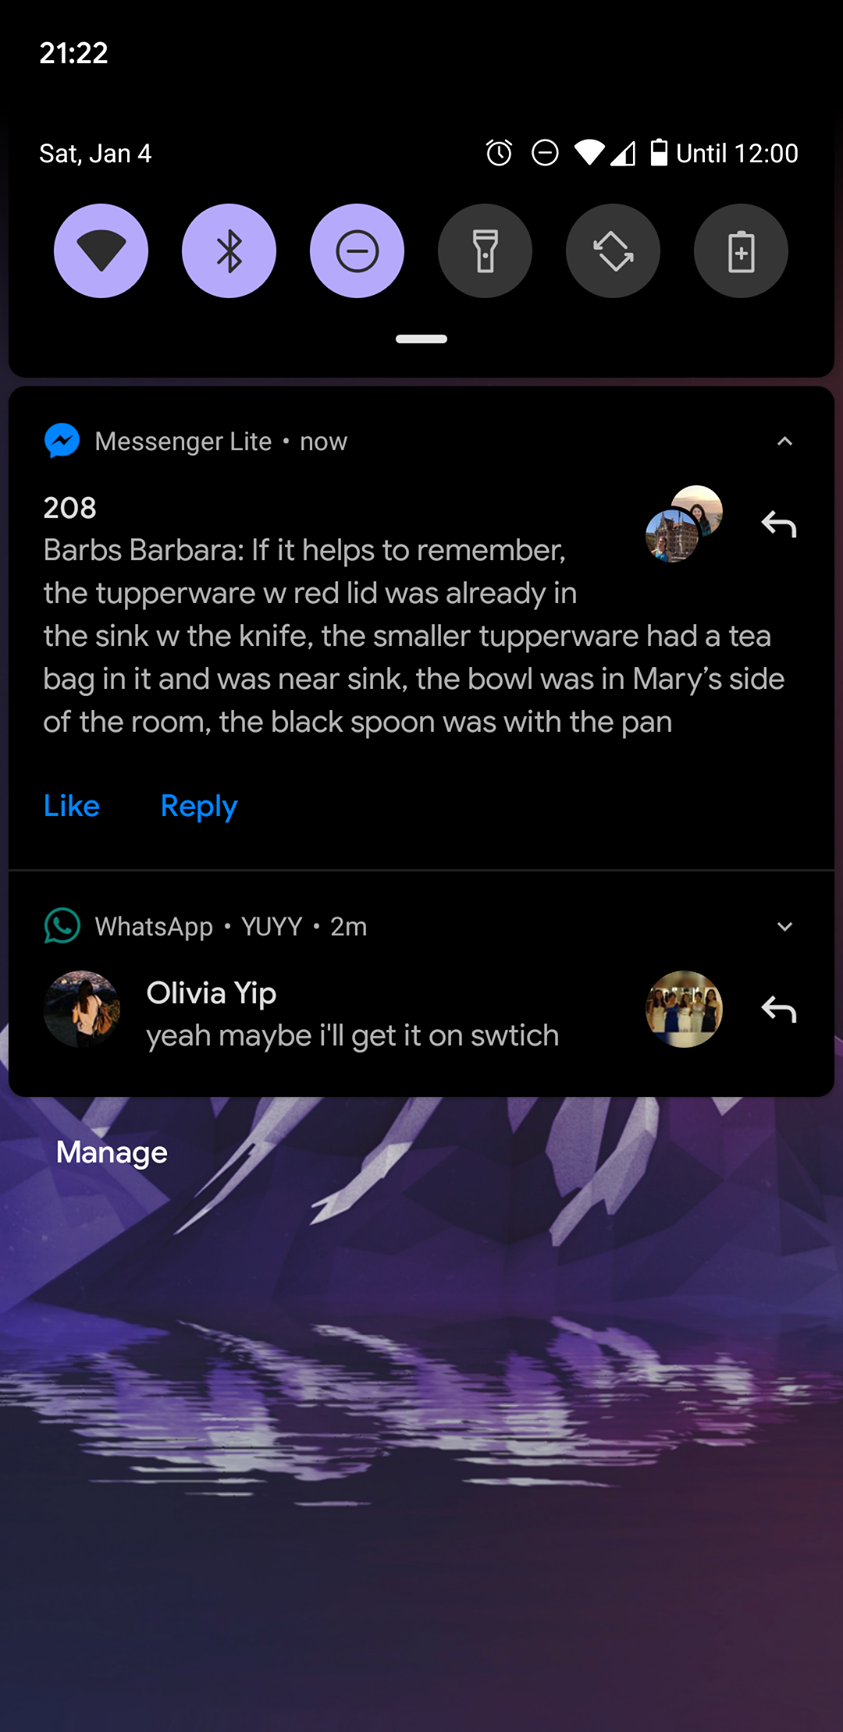 21:22
Sat, Jan 4
Until 12:00
Messenger Lite • now
208
Barbs Barbara: If it helps to remember,
the tupperware w red lid was already in
the sink w the knife, the smaller tupperware had a tea
bag in it and was near sink, the bowl was in Mary’s side
of the room, the black spoon was with the pan
Like Reply
WhatsApp • YUYY • 2m
Olivia Yip
yeah maybe i'll get it on swtich
Manage